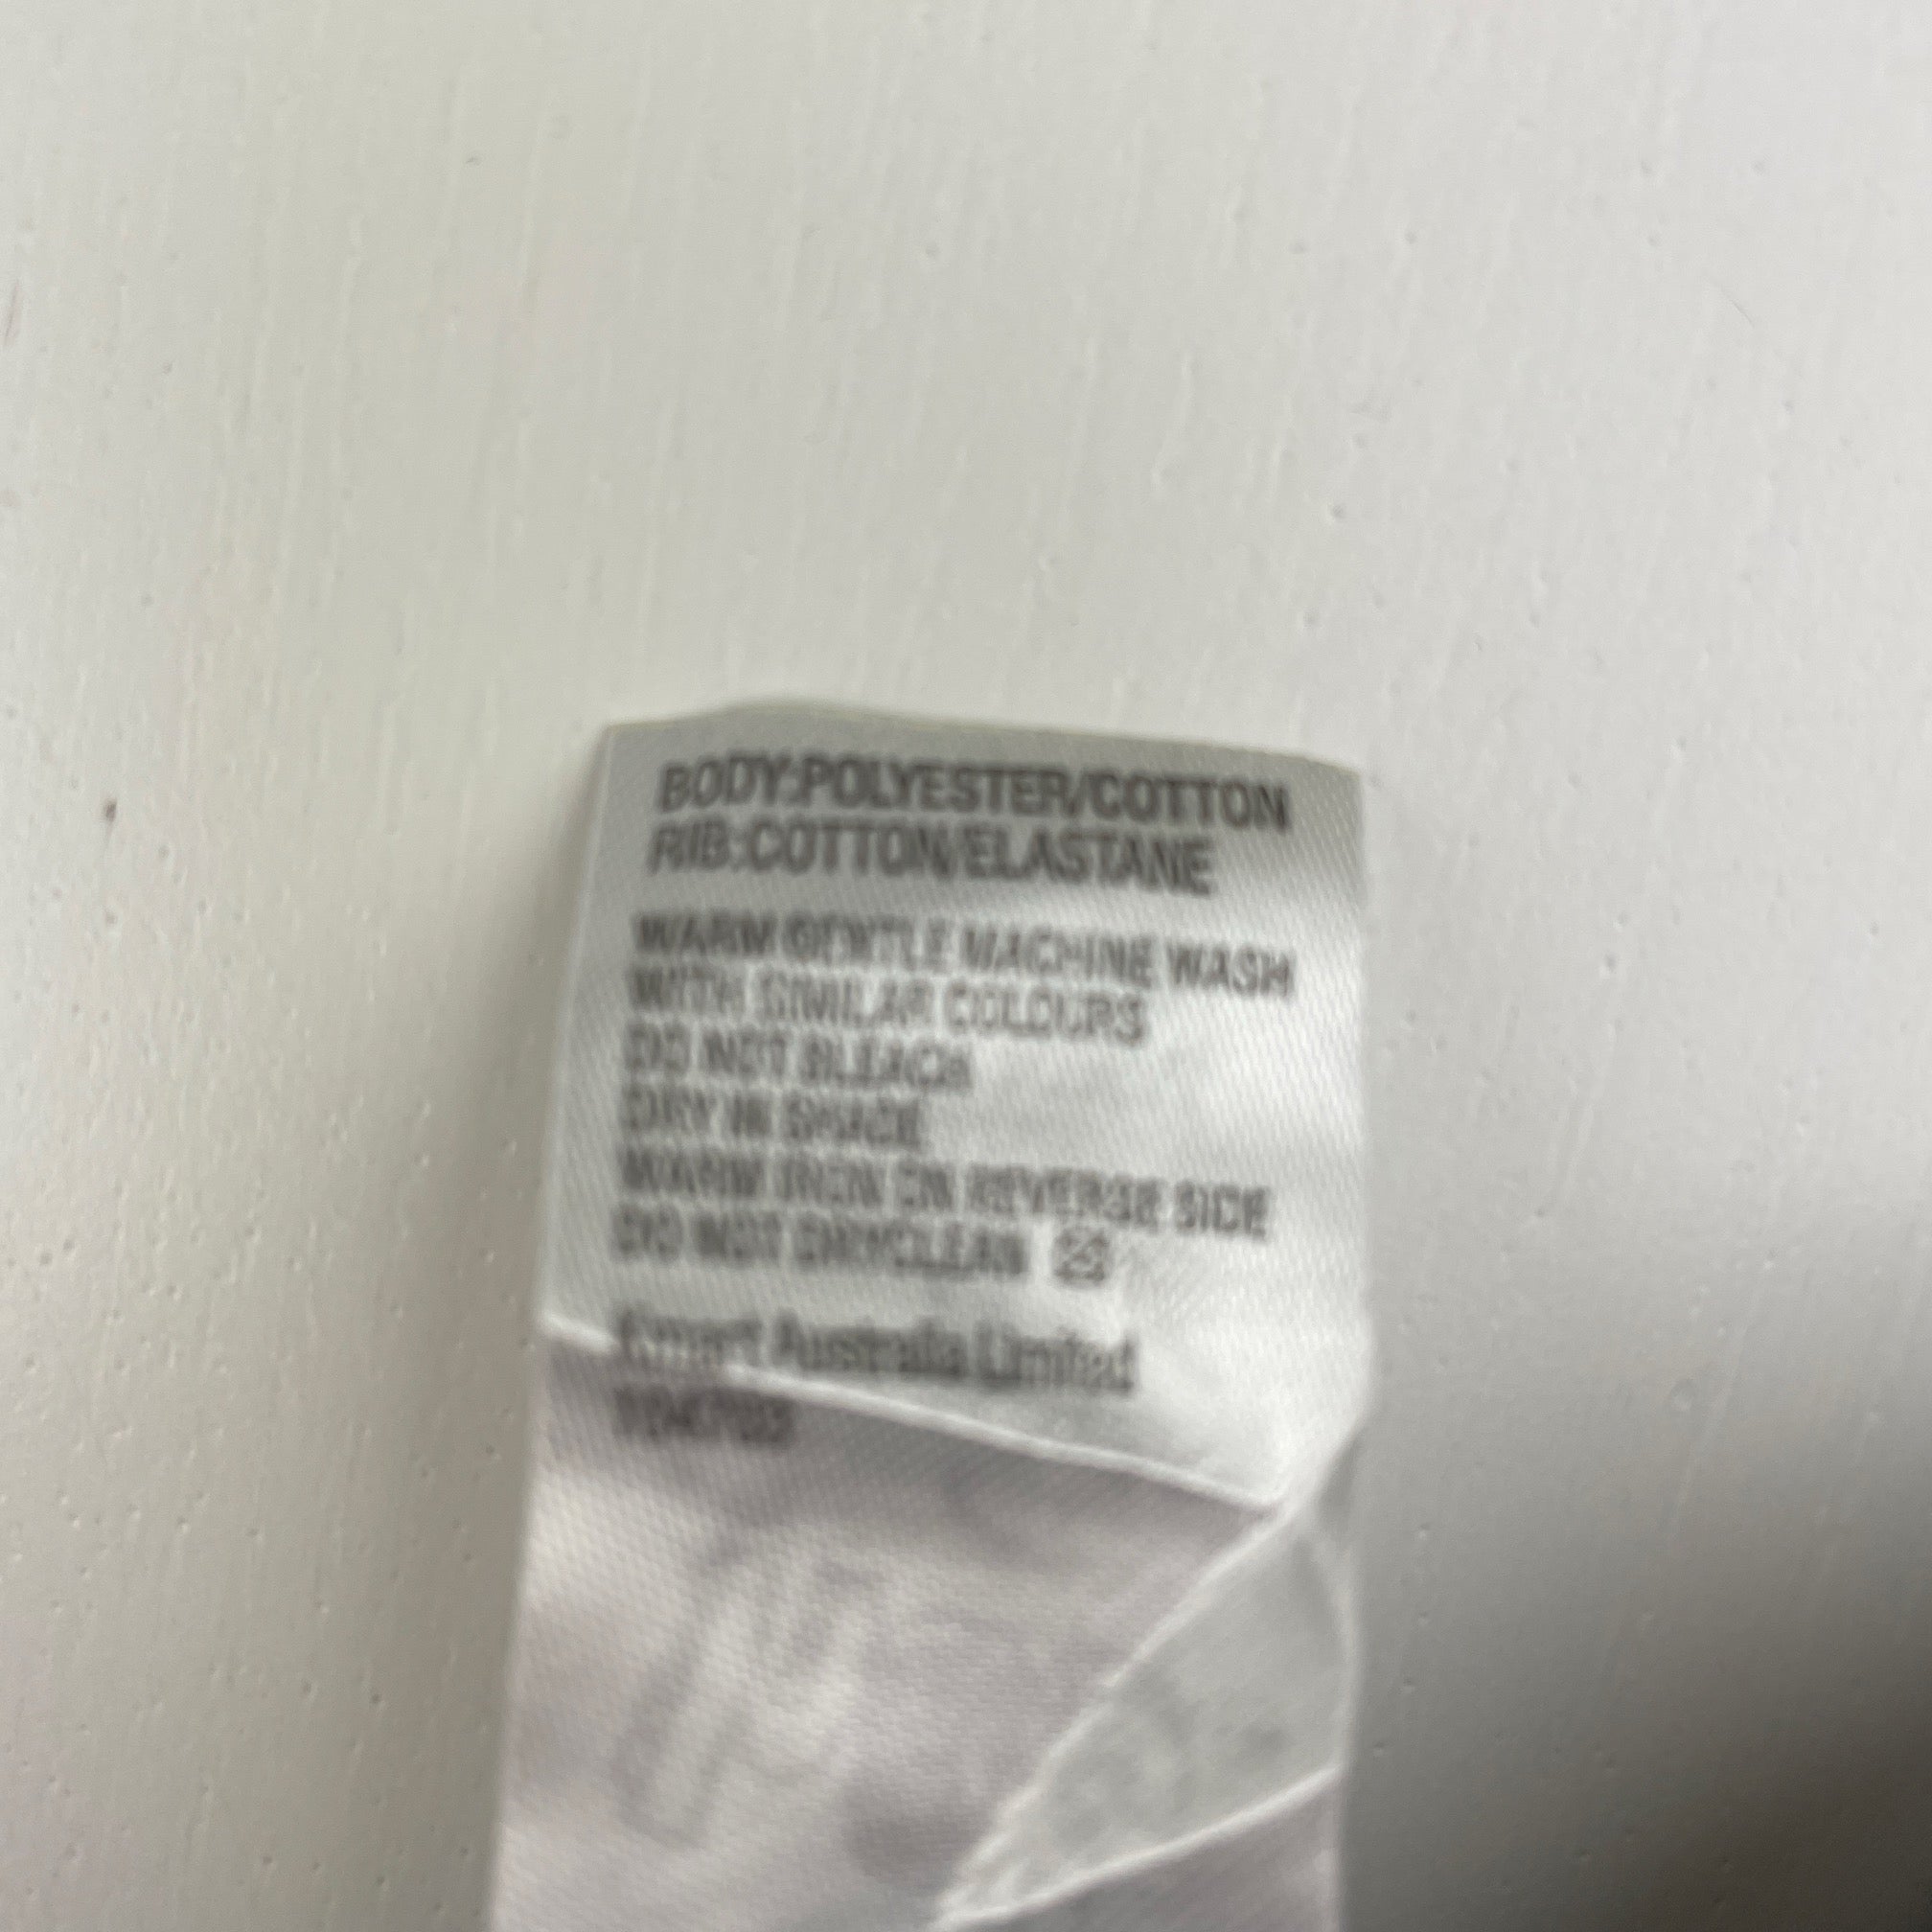 BODY:POLYESTER/COTTON
RIB:COTTON/ELASTANE
WARM GENTLE MACHINE WASH
WITH SIMILAR COLOURS
DO NOT BLEACH
DRY IN SHADE
WARM IRON ON REVERSE SIDE
DO NOT DRYCLEAN
Kmart Australia Limited